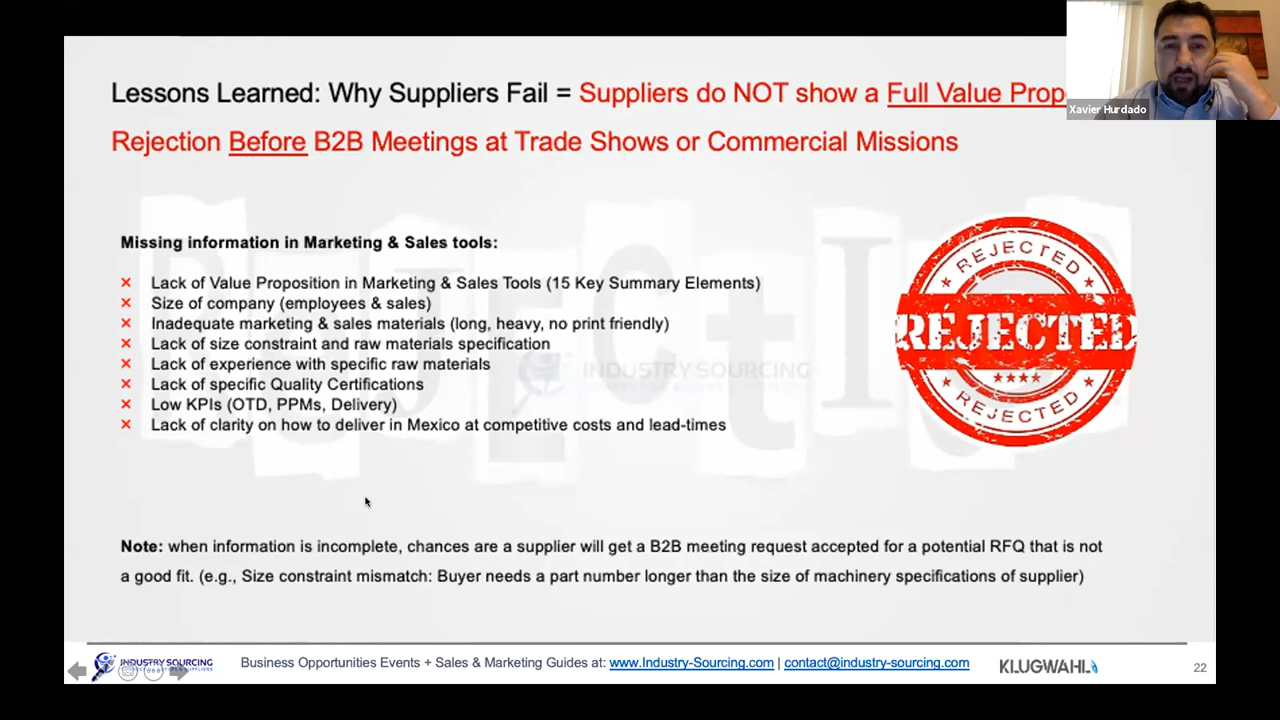 Lessons Learned: Why Suppliers Fail = Suppliers do NOT show a Full Value Prop
Rejection Before B2B Meetings at Trade Shows or Commercial Missions
Xavier Hurdado
Missing information in Marketing & Sales tools:
× Lack of Value Proposition in Marketing & Sales Tools (15 Key Summary Elements)
× Size of company (employees & sales)
× Inadequate marketing & sales materials (long, heavy, no print friendly)
× Lack of size constraint and raw materials specification
× Lack of experience with specific raw materials
× Lack of specific Quality Certifications
× Low KPIs (OTD, PPMs, Delivery)
× Lack of clarity on how to deliver in Mexico at competitive costs and lead-times
REJECTED
REJECTED
REJECTED
INDUSTRY SOURCING
Note: when information is incomplete, chances are a supplier will get a B2B meeting request accepted for a potential RFQ that is not
a good fit. (e.g., Size constraint mismatch: Buyer needs a part number longer than the size of machinery specifications of supplier)
INDUSTRY SOURCING
Business Opportunities Events + Sales & Marketing Guides at: www.Industry-Sourcing.com | contact@industry-sourcing.com
KLUGWAHL
22